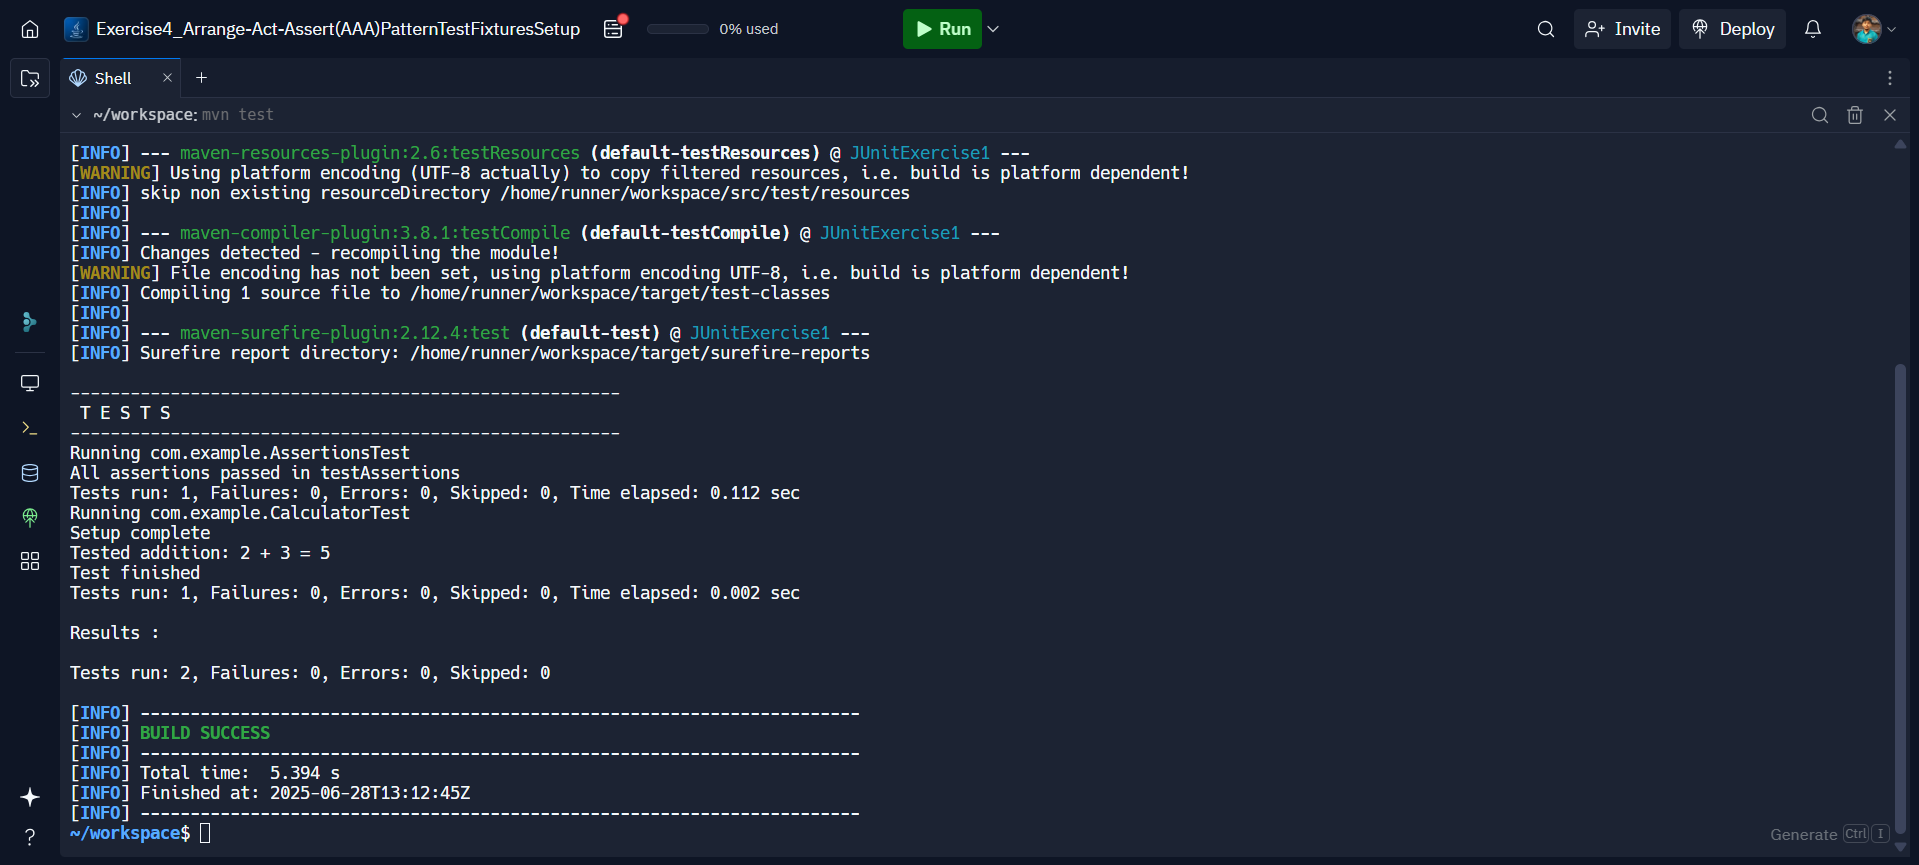 Exercise4_Arrange-Act-Assert(AAA)PatternTestFixturesSetup
0% used
Run
Invite
Deploy
Shell
~/workspace: mvn test
[INFO] --- maven-resources-plugin:2.6:testResources (default-testResources) @ JUnitExercise1 ---
[WARNING] Using platform encoding (UTF-8 actually) to copy filtered resources, i.e. build is platform dependent!
[INFO] skip non existing resourceDirectory /home/runner/workspace/src/test/resources
[INFO]
[INFO] --- maven-compiler-plugin:3.8.1:testCompile (default-testCompile) @ JUnitExercise1 ---
[INFO] Changes detected - recompiling the module!
[WARNING] File encoding has not been set, using platform encoding UTF-8, i.e. build is platform dependent!
[INFO] Compiling 1 source file to /home/runner/workspace/target/test-classes
[INFO]
[INFO] --- maven-surefire-plugin:2.12.4:test (default-test) @ JUnitExercise1 ---
[INFO] Surefire report directory: /home/runner/workspace/target/surefire-reports
-------------------------------------------------------
T E S T S
-------------------------------------------------------
Running com.example.AssertionsTest
All assertions passed in testAssertions
Tests run: 1, Failures: 0, Errors: 0, Skipped: 0, Time elapsed: 0.112 sec
Running com.example.CalculatorTest
Setup complete
Tested addition: 2 + 3 = 5
Test finished
Tests run: 1, Failures: 0, Errors: 0, Skipped: 0, Time elapsed: 0.002 sec
Results :
Tests run: 2, Failures: 0, Errors: 0, Skipped: 0
[INFO] ------------------------------------------------------------------------
[INFO] BUILD SUCCESS
[INFO] ------------------------------------------------------------------------
[INFO] Total time:  5.394 s
[INFO] Finished at: 2025-06-28T13:12:45Z
[INFO] ------------------------------------------------------------------------
~/workspace$
Generate Ctrl I